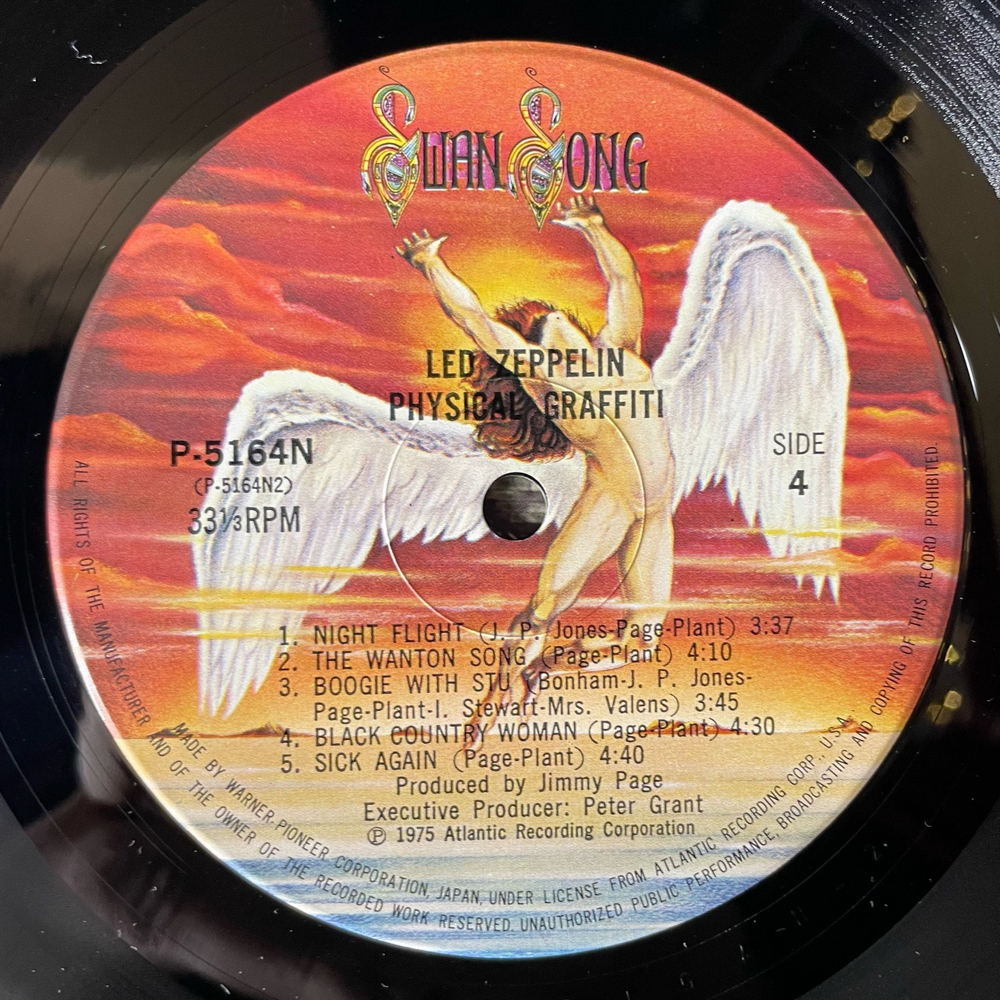 SWAN SONG
LED ZEPPELIN
PHYSICAL GRAFFITI
P-5164N
(P-5164N2)
33⅓RPM
SIDE
4
1. NIGHT FLIGHT (J. P. Jones-Page-Plant) 3:37
2. THE WANTON SONG (Page-Plant) 4:10
3. BOOGIE WITH STU (Bonham-J. P. Jones-
Page-Plant-I. Stewart-Mrs. Valens) 3:45
4. BLACK COUNTRY WOMAN (Page-Plant) 4:30
5. SICK AGAIN (Page-Plant) 4:40
Produced by Jimmy Page
Executive Producer: Peter Grant
Ⓟ 1975 Atlantic Recording Corporation
MADE BY WARNER-PIONEER CORPORATION, JAPAN, UNDER LICENSE FROM ATLANTIC RECORDING CORP., U.S.A.
ALL RIGHTS OF THE MANUFACTURER AND OF THE OWNER OF THE RECORDED WORK RESERVED. UNAUTHORIZED PUBLIC PERFORMANCE, BROADCASTING AND COPYING OF THIS RECORD PROHIBITED.